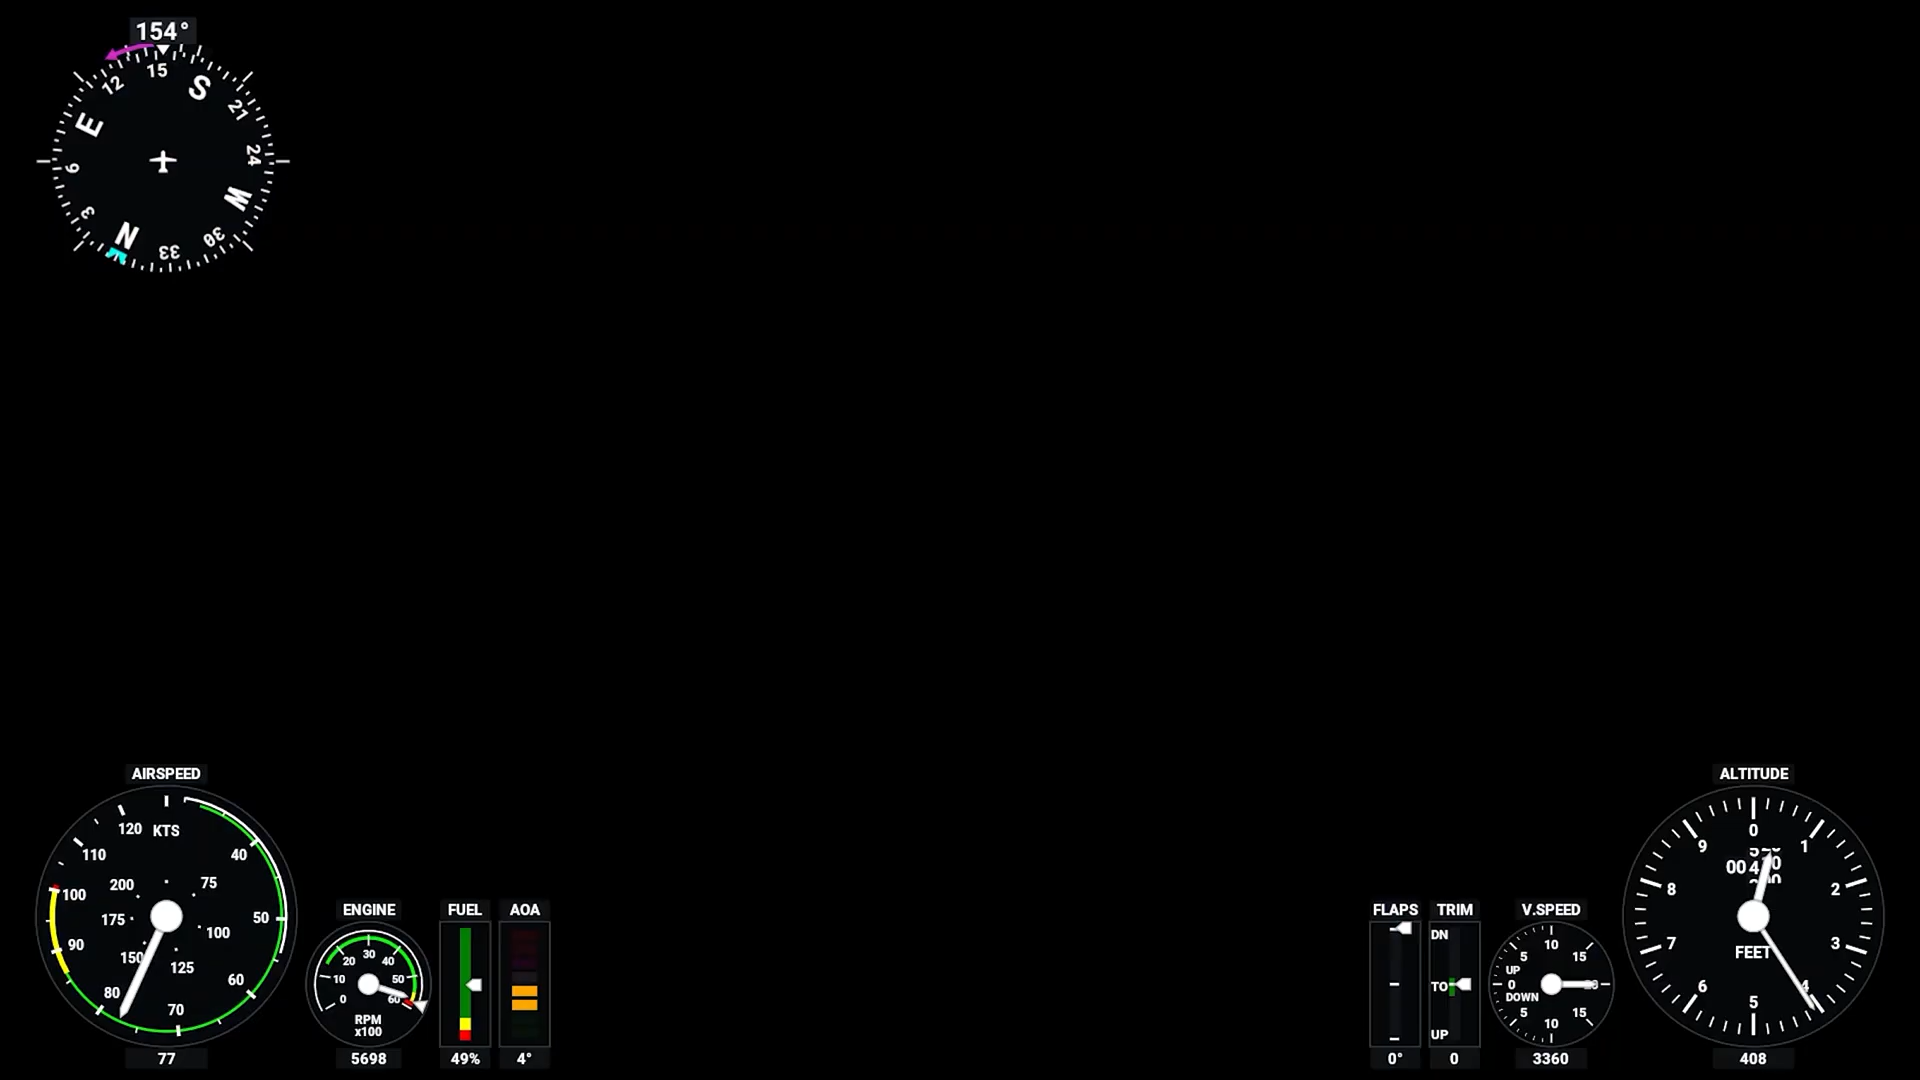 154°
12 15 S 21 24 W 30 33 N 3 6 E
AIRSPEED
KTS
40 50 60 70 80 90 100 110 120
75 100 125 150 175 200
77
ENGINE
0 10 20 30 40 50 60
RPM
x100
5698
FUEL
49%
AOA
4°
FLAPS
0°
TRIM
DN
TO
UP
0
V.SPEED
UP
0
DOWN
5 10 15
5 10 15
3360
ALTITUDE
0 1 2 3 4 5 6 7 8 9
00 4
FEET
408